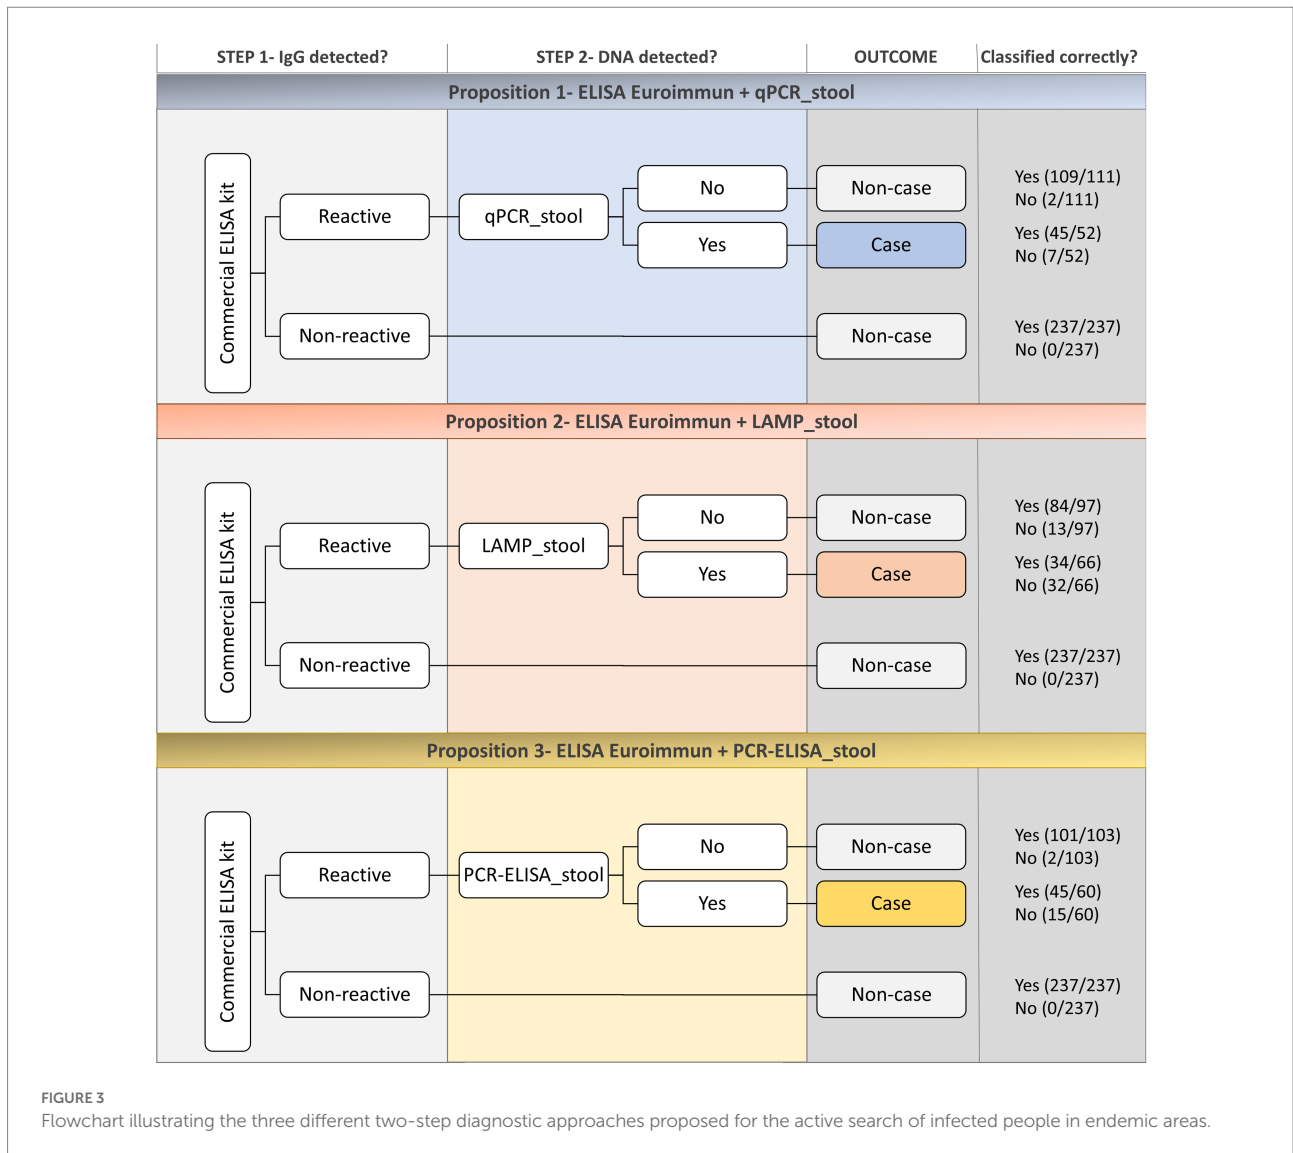 STEP 1- IgG detected?
STEP 2- DNA detected?
OUTCOME
Classified correctly?
Proposition 1- ELISA Euroimmun + qPCR_stool
Commercial ELISA kit
Reactive
qPCR_stool
No
Non-case
Yes (109/111)
No (2/111)
Yes
Case
Yes (45/52)
No (7/52)
Non-reactive
Non-case
Yes (237/237)
No (0/237)
Proposition 2- ELISA Euroimmun + LAMP_stool
Commercial ELISA kit
Reactive
LAMP_stool
No
Non-case
Yes (84/97)
No (13/97)
Yes
Case
Yes (34/66)
No (32/66)
Non-reactive
Non-case
Yes (237/237)
No (0/237)
Proposition 3- ELISA Euroimmun + PCR-ELISA_stool
Commercial ELISA kit
Reactive
PCR-ELISA_stool
No
Non-case
Yes (101/103)
No (2/103)
Yes
Case
Yes (45/60)
No (15/60)
Non-reactive
Non-case
Yes (237/237)
No (0/237)
FIGURE 3
Flowchart illustrating the three different two-step diagnostic approaches proposed for the active search of infected people in endemic areas.